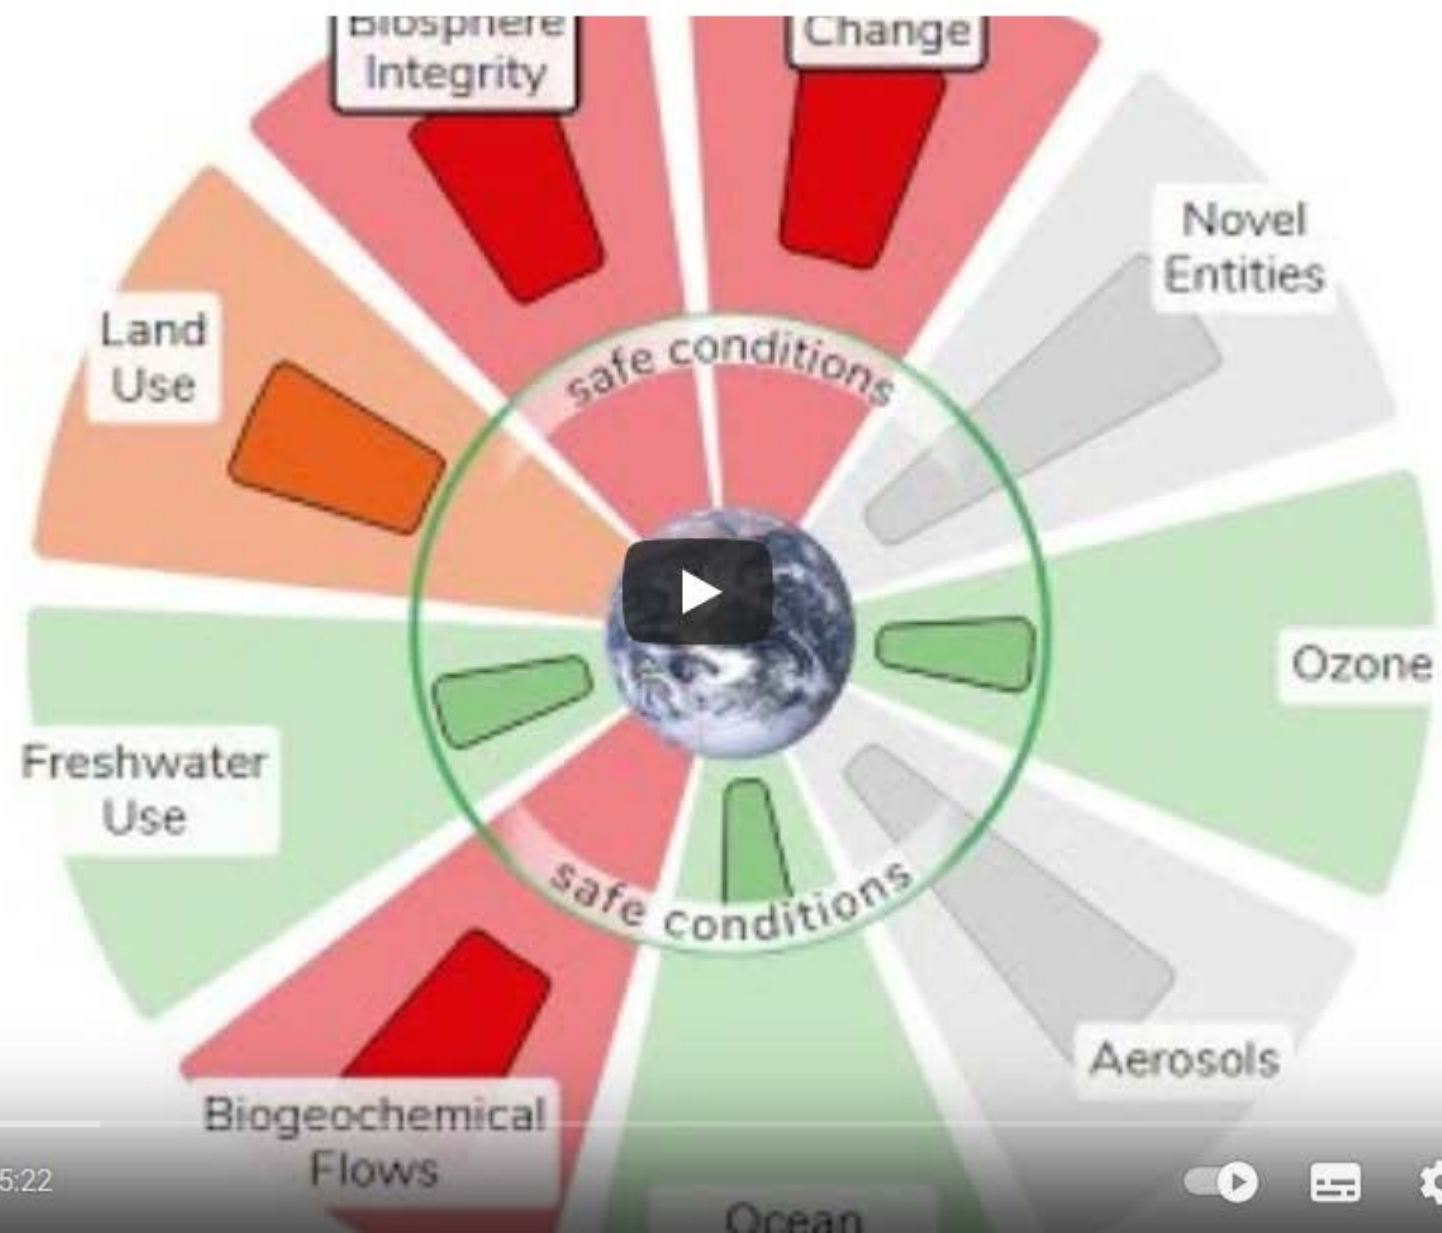 Biosphere
Integrity
Change
Novel
Entities
Land
Use
safe conditions
Ozone
Freshwater
Use
safe conditions
Aerosols
Biogeochemical
Flows
5:22
Ocean